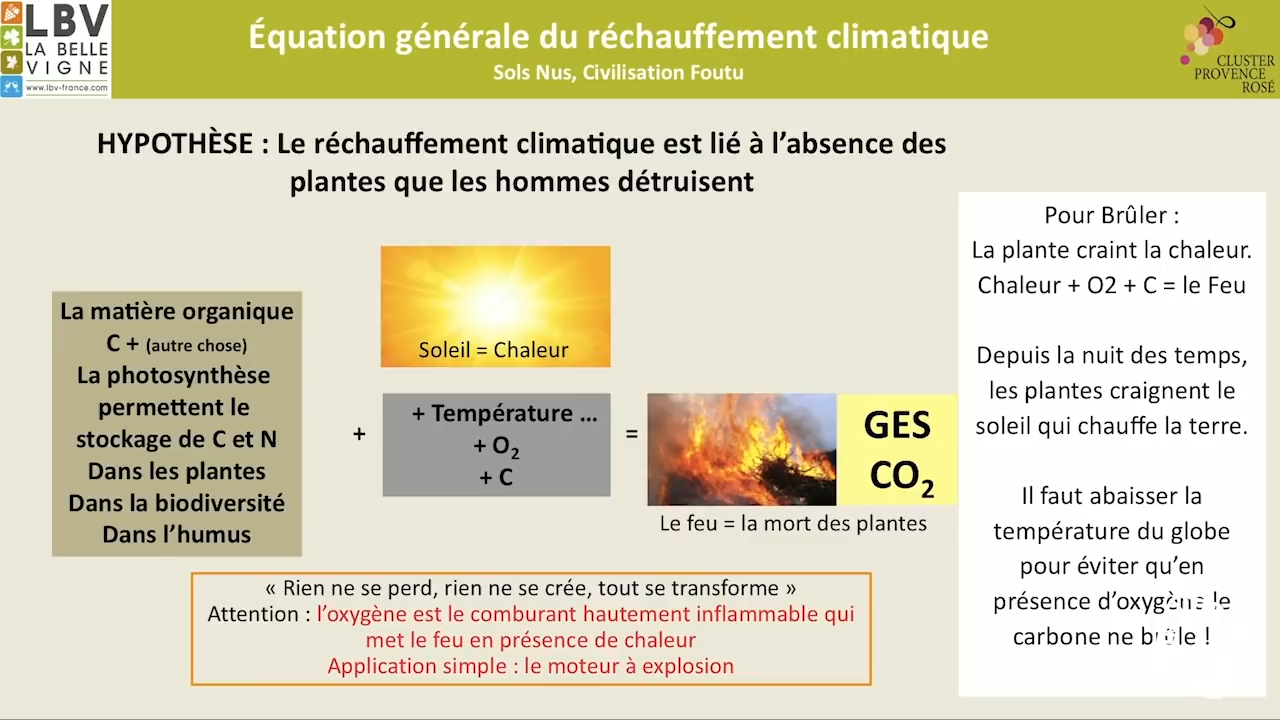 LBV
LA BELLE
VIGNE
www.lbv-france.com
Équation générale du réchauffement climatique
Sols Nus, Civilisation Foutu
CLUSTER
PROVENCE
ROSÉ
HYPOTHÈSE : Le réchauffement climatique est lié à l’absence des
plantes que les hommes détruisent
La matière organique
C + (autre chose)
La photosynthèse
permettent le
stockage de C et N
Dans les plantes
Dans la biodiversité
Dans l’humus
+
Soleil = Chaleur
+ Température ...
+ O₂
+ C
=
GES
CO₂
Le feu = la mort des plantes
Pour Brûler :
La plante craint la chaleur.
Chaleur + O2 + C = le Feu
Depuis la nuit des temps,
les plantes craignent le
soleil qui chauffe la terre.
Il faut abaisser la
température du globe
pour éviter qu’en
présence d’oxygène le
carbone ne brûle !
« Rien ne se perd, rien ne se crée, tout se transforme »
Attention : l’oxygène est le comburant hautement inflammable qui
met le feu en présence de chaleur
Application simple : le moteur à explosion